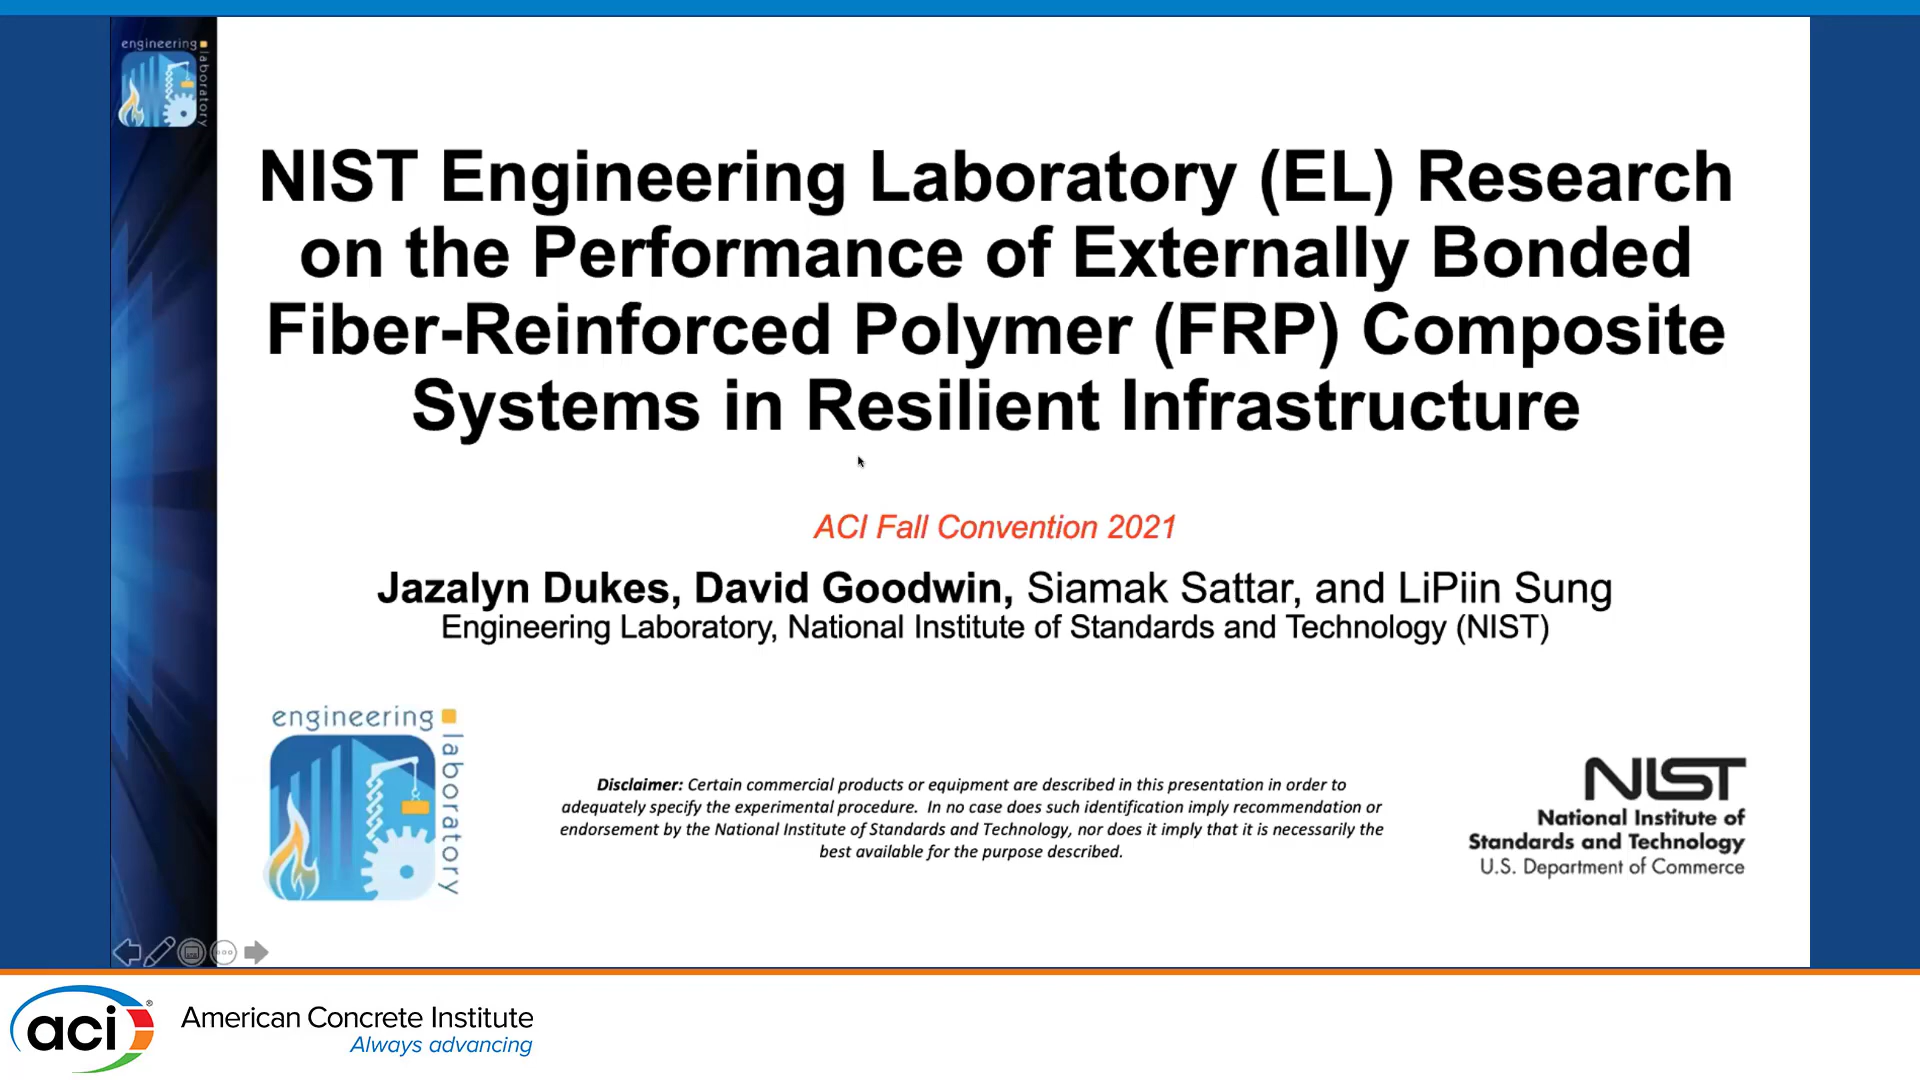 engineering
laboratory
NIST Engineering Laboratory (EL) Research
on the Performance of Externally Bonded
Fiber-Reinforced Polymer (FRP) Composite
Systems in Resilient Infrastructure
ACI Fall Convention 2021
Jazalyn Dukes, David Goodwin, Siamak Sattar, and LiPiin Sung
Engineering Laboratory, National Institute of Standards and Technology (NIST)
engineering
laboratory
Disclaimer: Certain commercial products or equipment are described in this presentation in order to
adequately specify the experimental procedure. In no case does such identification imply recommendation or
endorsement by the National Institute of Standards and Technology, nor does it imply that it is necessarily the
best available for the purpose described.
NIST
National Institute of
Standards and Technology
U.S. Department of Commerce
aci®
American Concrete Institute
Always advancing